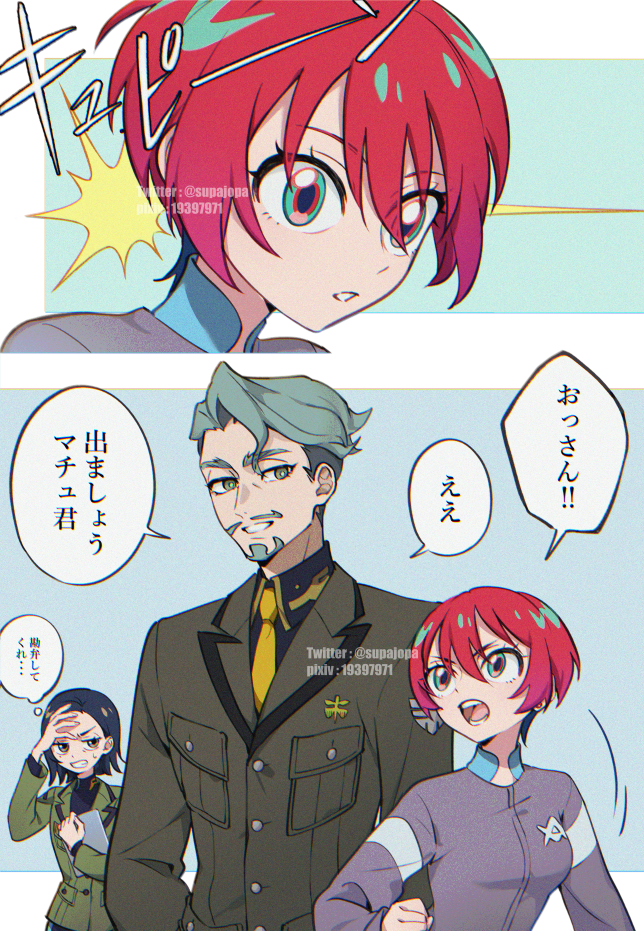 キュピーン
Twitter : @supajopa
pixiv : 19397971
おっさん!!
ええ
出ましょう
マチュ君
勘弁して
くれ…
Twitter : @supajopa
pixiv : 19397971